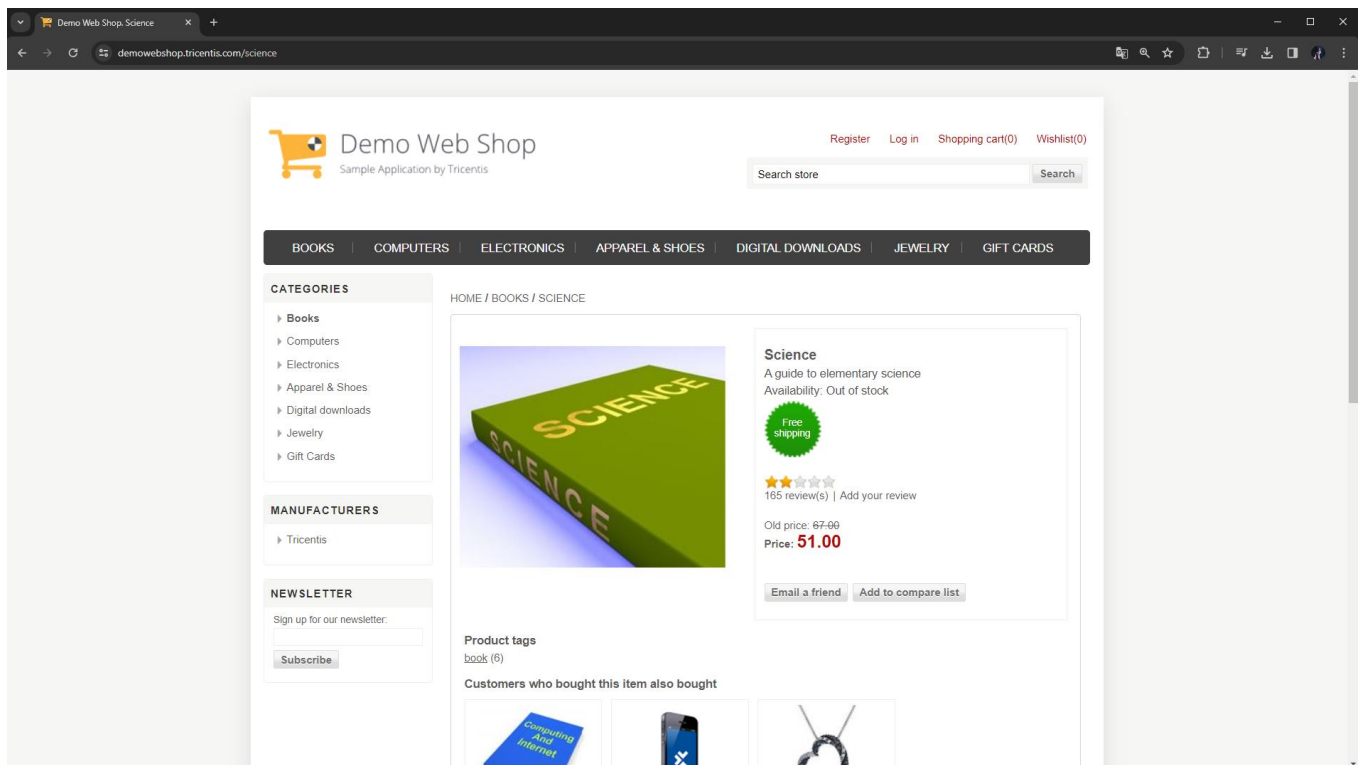 Demo Web Shop. Science
demowebshop.tricentis.com/science
Demo Web Shop
Sample Application by Tricentis
Register Log in Shopping cart(0) Wishlist(0)
Search store Search
BOOKS COMPUTERS ELECTRONICS APPAREL & SHOES DIGITAL DOWNLOADS JEWELRY GIFT CARDS
CATEGORIES
Books
Computers
Electronics
Apparel & Shoes
Digital downloads
Jewelry
Gift Cards
MANUFACTURERS
Tricentis
NEWSLETTER
Sign up for our newsletter:
Subscribe
HOME / BOOKS / SCIENCE
SCIENCE
SCIENCE
Science
A guide to elementary science
Availability: Out of stock
Free
shipping
165 review(s) | Add your review
Old price: 67.00
Price: 51.00
Email a friend Add to compare list
Product tags
book (6)
Customers who bought this item also bought
Computing
And
Internet